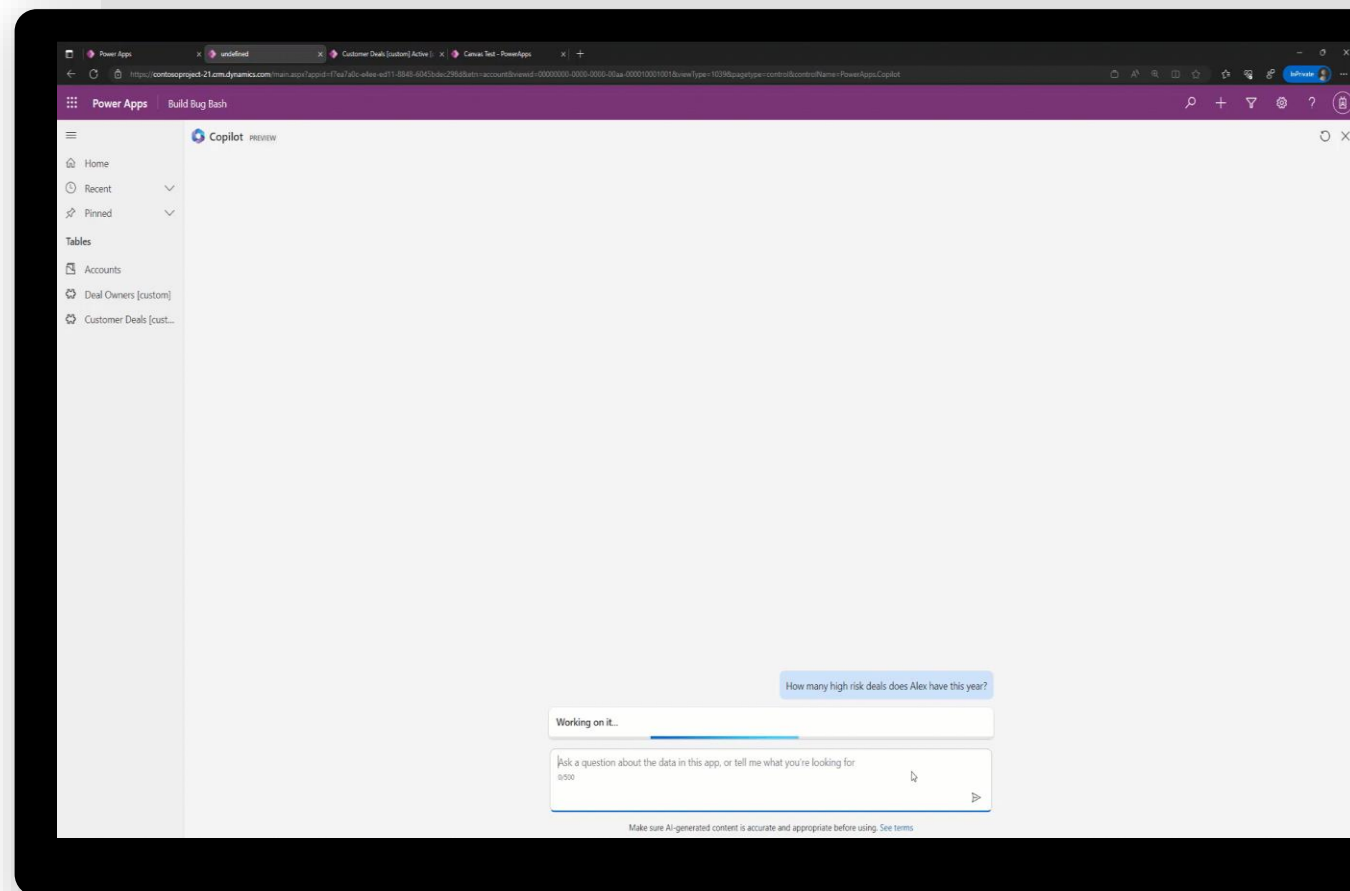 Power Apps
undefined
Customer Deals [custom] Active [
Canvas Test - PowerApps
InPrivate
Power Apps
Build Bug Bash
Copilot PREVIEW
Home
Recent
Pinned
Tables
Accounts
Deal Owners [custom]
Customer Deals [cust...
How many high risk deals does Alex have this year?
Working on it...
Ask a question about the data in this app, or tell me what you're looking for
0/500
Make sure AI-generated content is accurate and appropriate before using. See terms